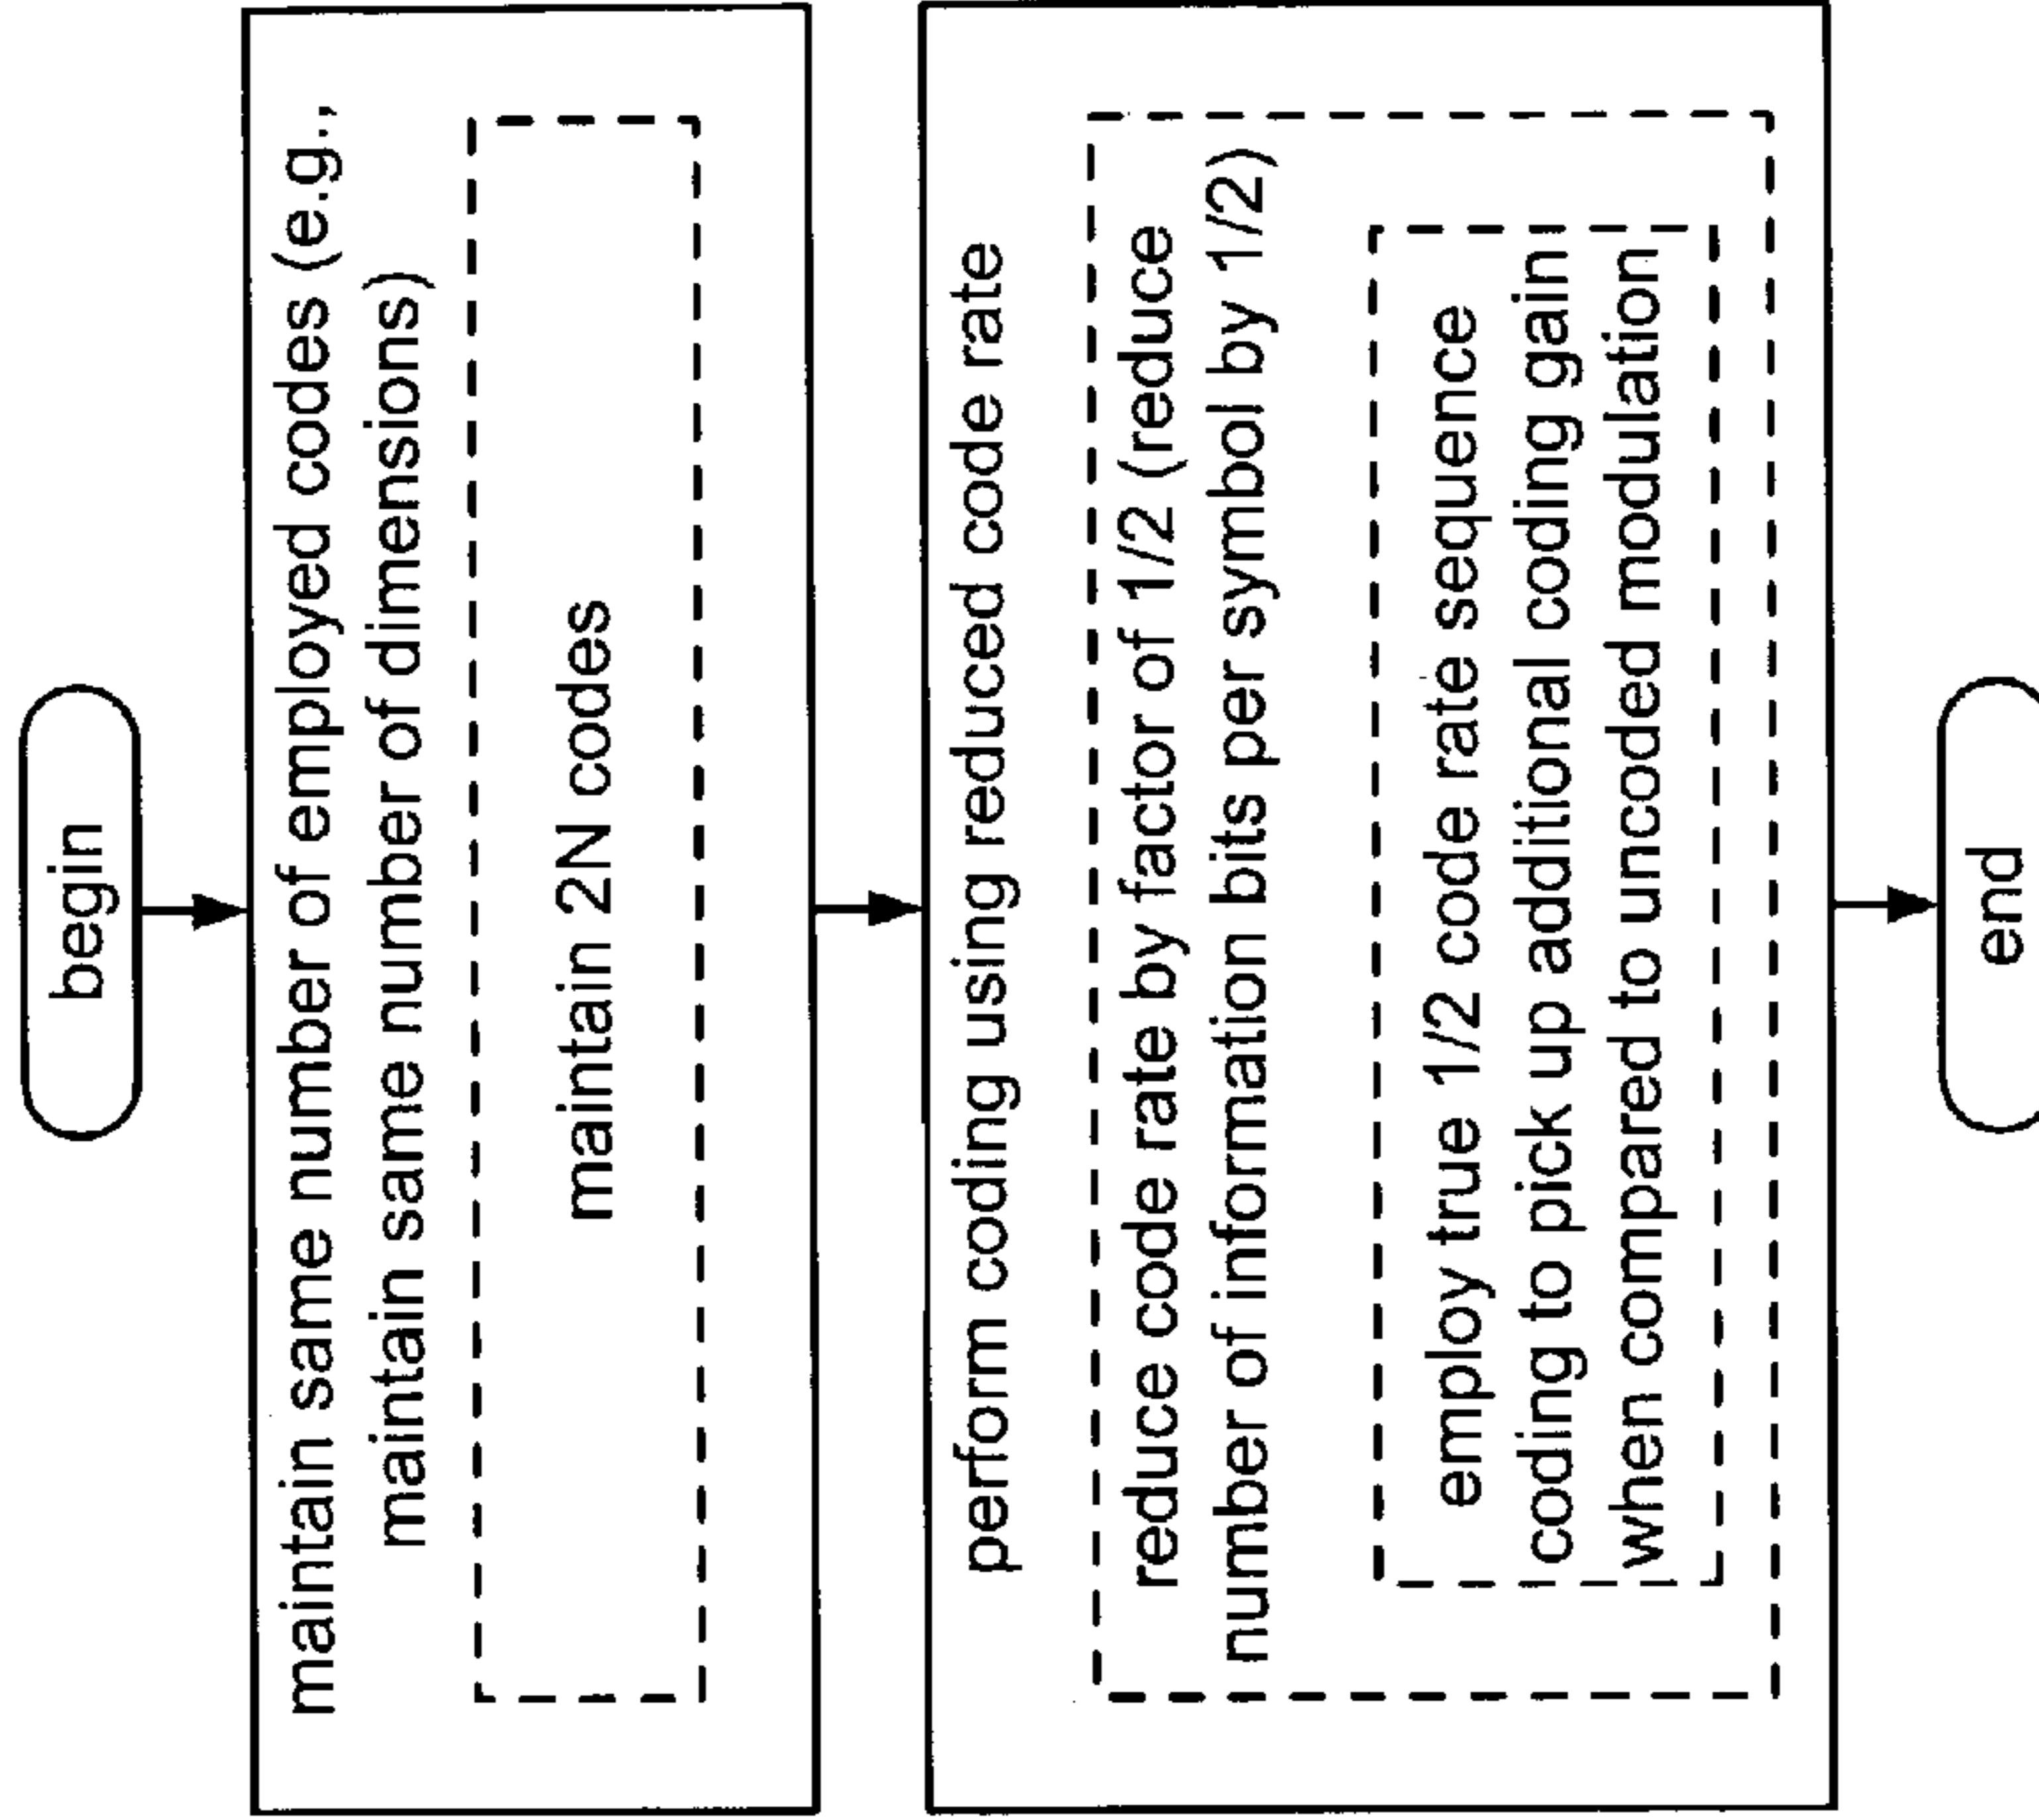 begin
maintain same number of employed codes (e.g.,
maintain same number of dimensions)
maintain 2N codes
perform coding using reduced code rate
reduce code rate by factor of 1/2 (reduce
number of information bits per symbol by 1/2)
employ true 1/2 code rate sequence
coding to pick up additional coding gain
when compared to uncoded modulation
end